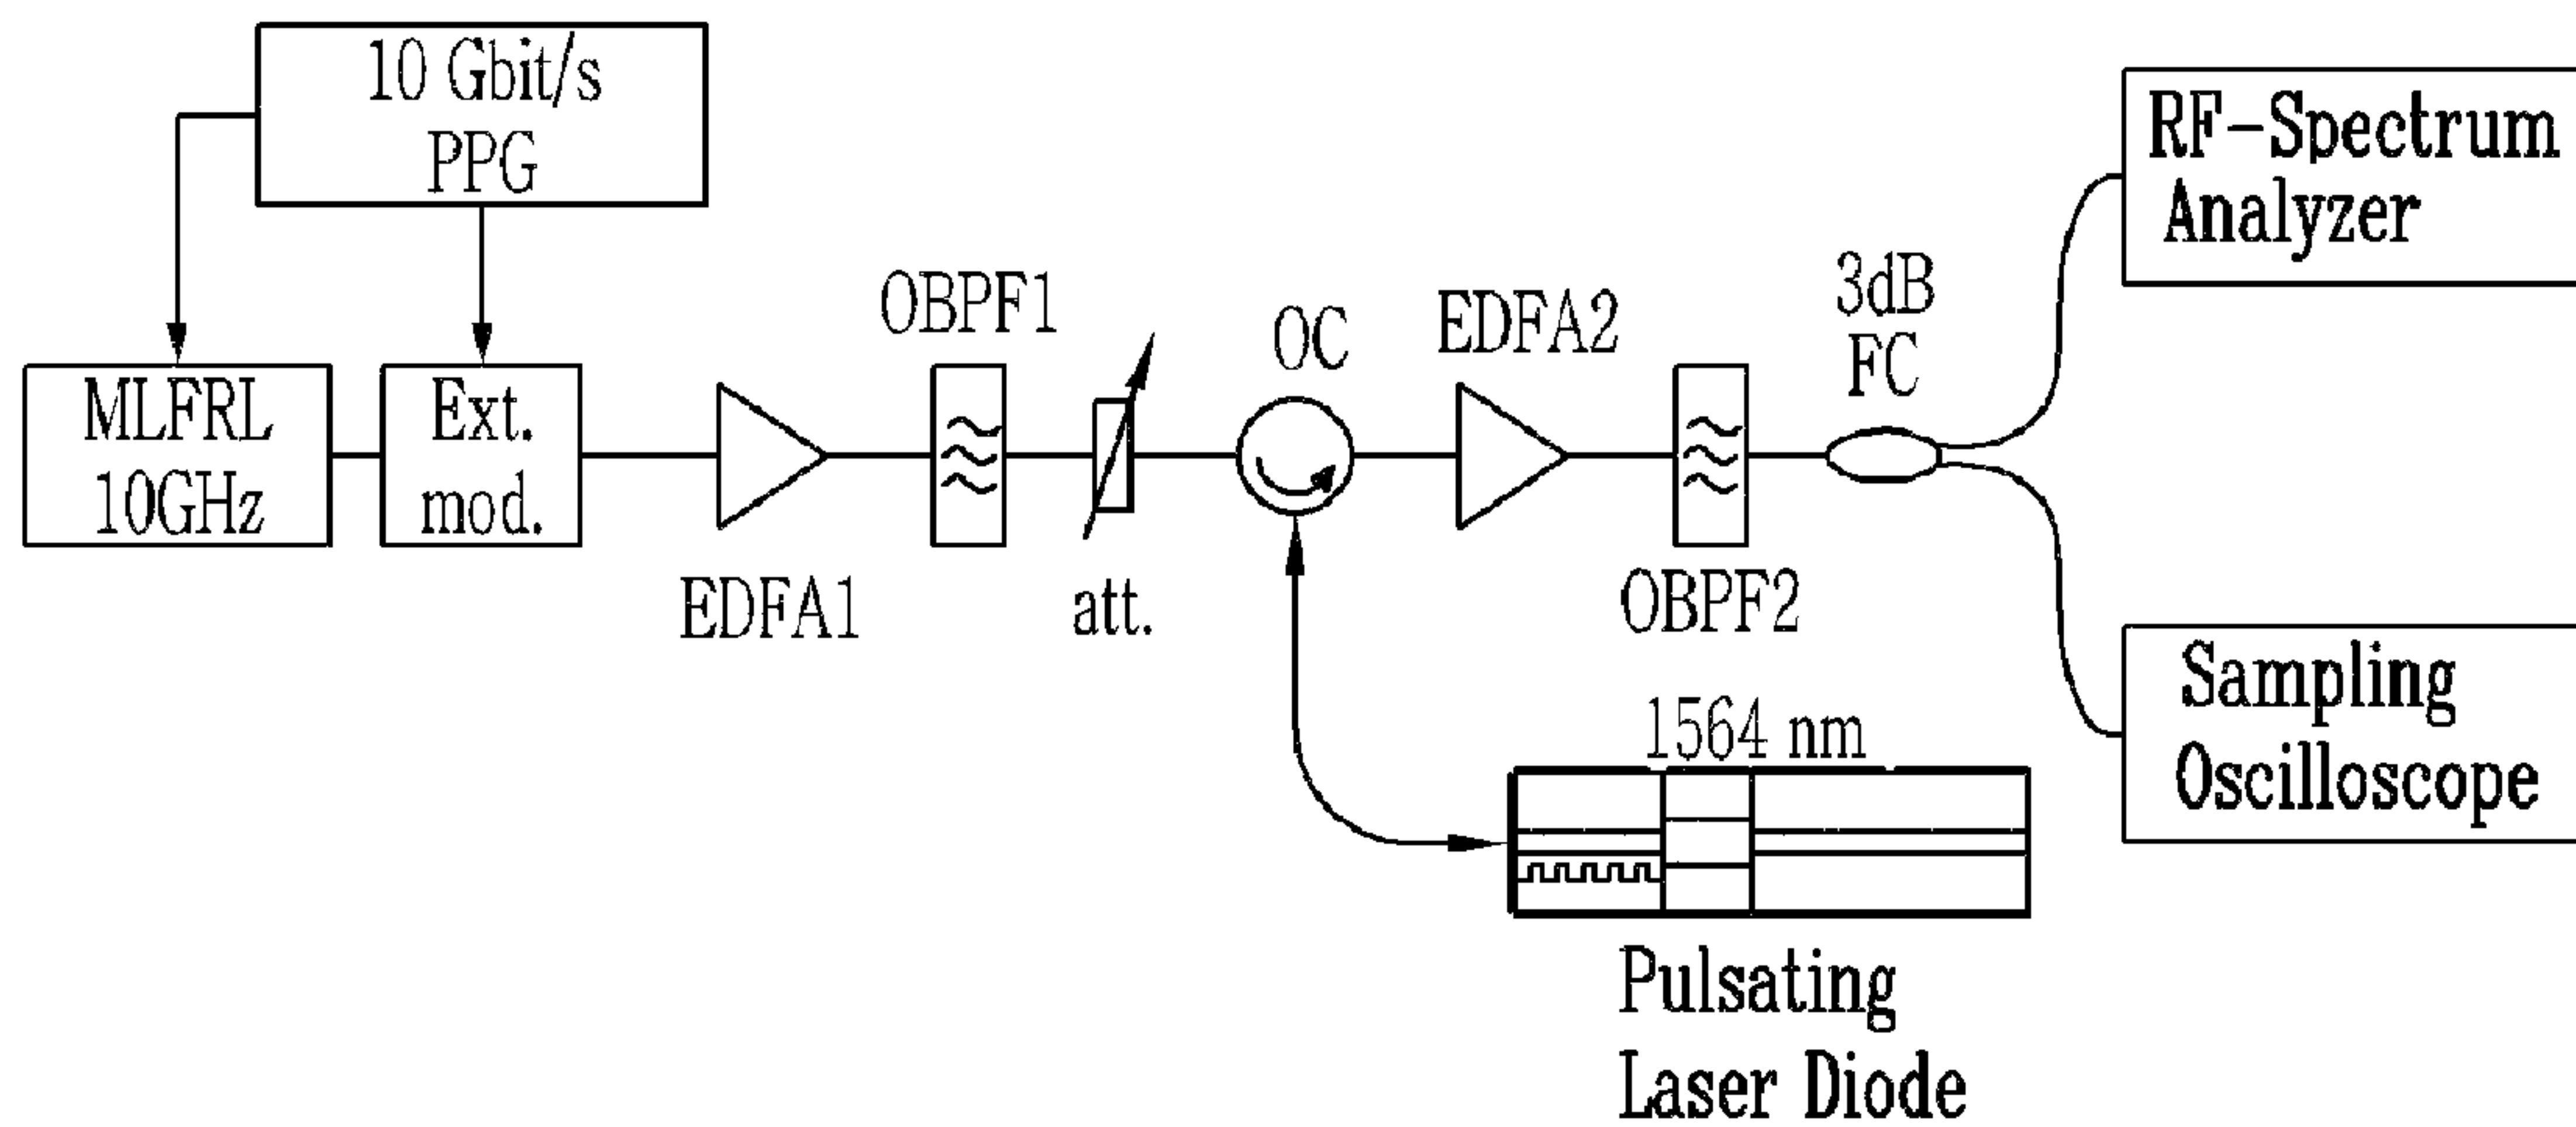 10 Gbit/s
PPG
RF-Spectrum
Analyzer
MLFRL
10GHz
Ext.
mod.
EDFA1
OBPF1
att.
OC
EDFA2
OBPF2
3dB
FC
Sampling
Oscilloscope
1564 nm
Pulsating
Laser Diode